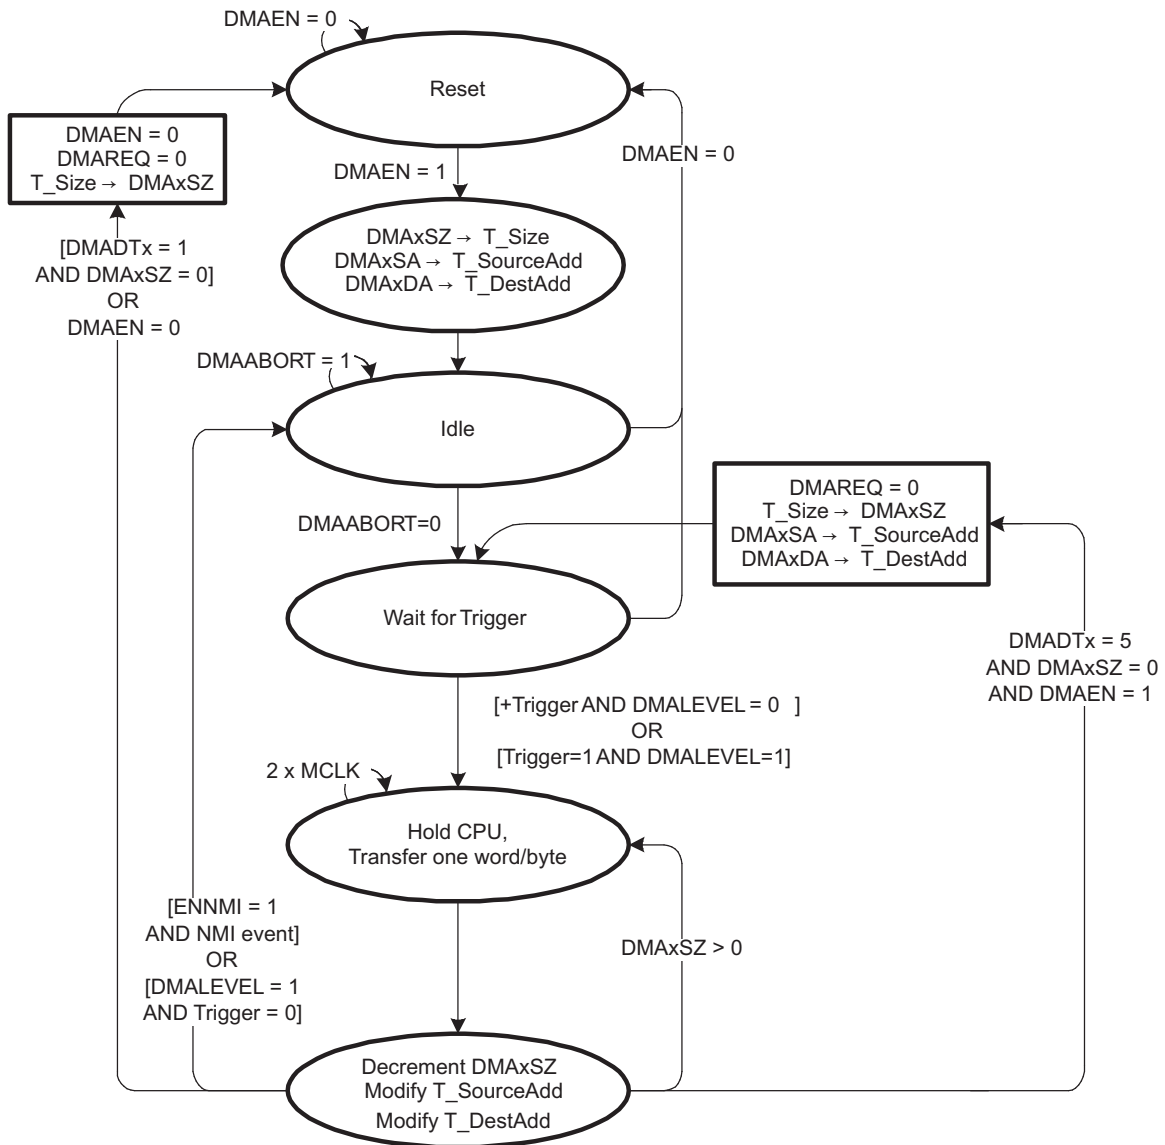 DMAEN = 0
Reset
DMAEN = 0
DMAREQ = 0
T_Size → DMAxSZ
DMAEN = 0
DMAEN = 1
DMAxSZ → T_Size
DMAxSA → T_SourceAdd
DMAxDA → T_DestAdd
[DMADTx = 1
AND DMAxSZ = 0]
OR
DMAEN = 0
DMAABORT = 1
Idle
DMAABORT=0
DMAREQ = 0
T_Size → DMAxSZ
DMAxSA → T_SourceAdd
DMAxDA → T_DestAdd
Wait for Trigger
DMADTx = 5
AND DMAxSZ = 0
AND DMAEN = 1
[+Trigger AND DMALEVEL = 0 ]
OR
[Trigger=1 AND DMALEVEL=1]
2 x MCLK
Hold CPU,
Transfer one word/byte
[ENNMI = 1
AND NMI event]
OR
[DMALEVEL = 1
AND Trigger = 0]
DMAxSZ > 0
Decrement DMAxSZ
Modify T_SourceAdd
Modify T_DestAdd